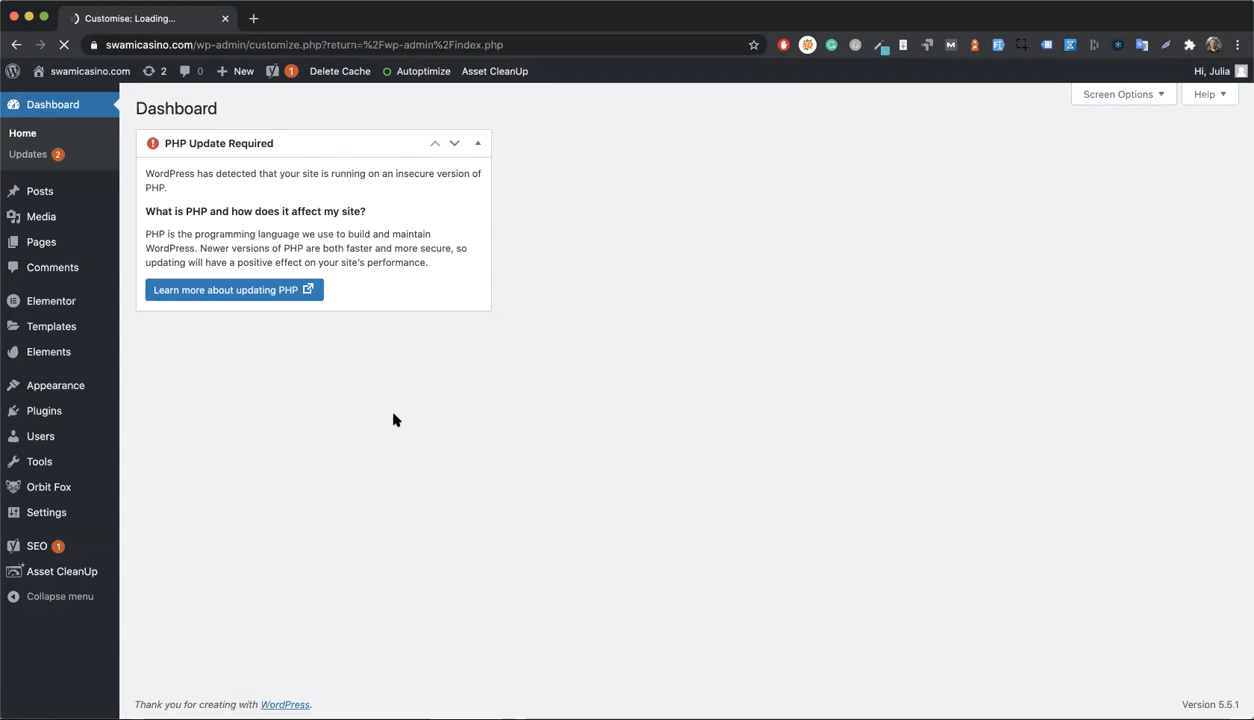 Customise: Loading...
swamicasino.com/wp-admin/customize.php?return=%2Fwp-admin%2Findex.php
swamicasino.com 2 0 New 1 Delete Cache Autoptimize Asset CleanUp Hi, Julia
Dashboard
Home
Updates 2
Posts
Media
Pages
Comments
Elementor
Templates
Elements
Appearance
Plugins
Users
Tools
Orbit Fox
Settings
SEO 1
Asset CleanUp
Collapse menu
Screen Options Help
Dashboard
PHP Update Required
WordPress has detected that your site is running on an insecure version of
PHP.
What is PHP and how does it affect my site?
PHP is the programming language we use to build and maintain
WordPress. Newer versions of PHP are both faster and more secure, so
updating will have a positive effect on your site's performance.
Learn more about updating PHP
Thank you for creating with WordPress. Version 5.5.1